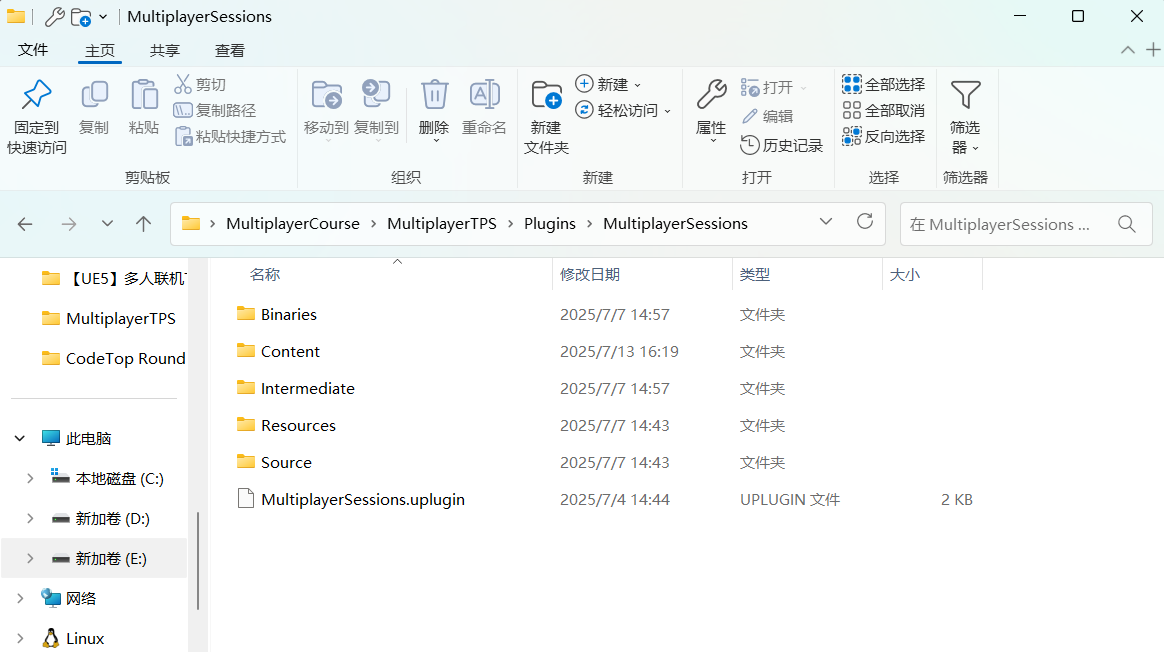 MultiplayerSessions
文件 主页 共享 查看
固定到
快速访问
复制
粘贴
剪切
复制路径
粘贴快捷方式
剪贴板
移动到
复制到
删除
重命名
组织
新建
文件夹
新建
轻松访问
新建
属性
打开
编辑
历史记录
打开
全部选择
全部取消
反向选择
选择
筛选
器
筛选器
MultiplayerCourse MultiplayerTPS Plugins MultiplayerSessions
在 MultiplayerSessions ...
【UE5】多人联机
MultiplayerTPS
CodeTop Round
此电脑
本地磁盘 (C:)
新加卷 (D:)
新加卷 (E:)
网络
Linux
名称 修改日期 类型 大小
Binaries 2025/7/7 14:57 文件夹
Content 2025/7/13 16:19 文件夹
Intermediate 2025/7/7 14:57 文件夹
Resources 2025/7/7 14:43 文件夹
Source 2025/7/7 14:43 文件夹
MultiplayerSessions.uplugin 2025/7/4 14:44 UPLUGIN 文件 2 KB